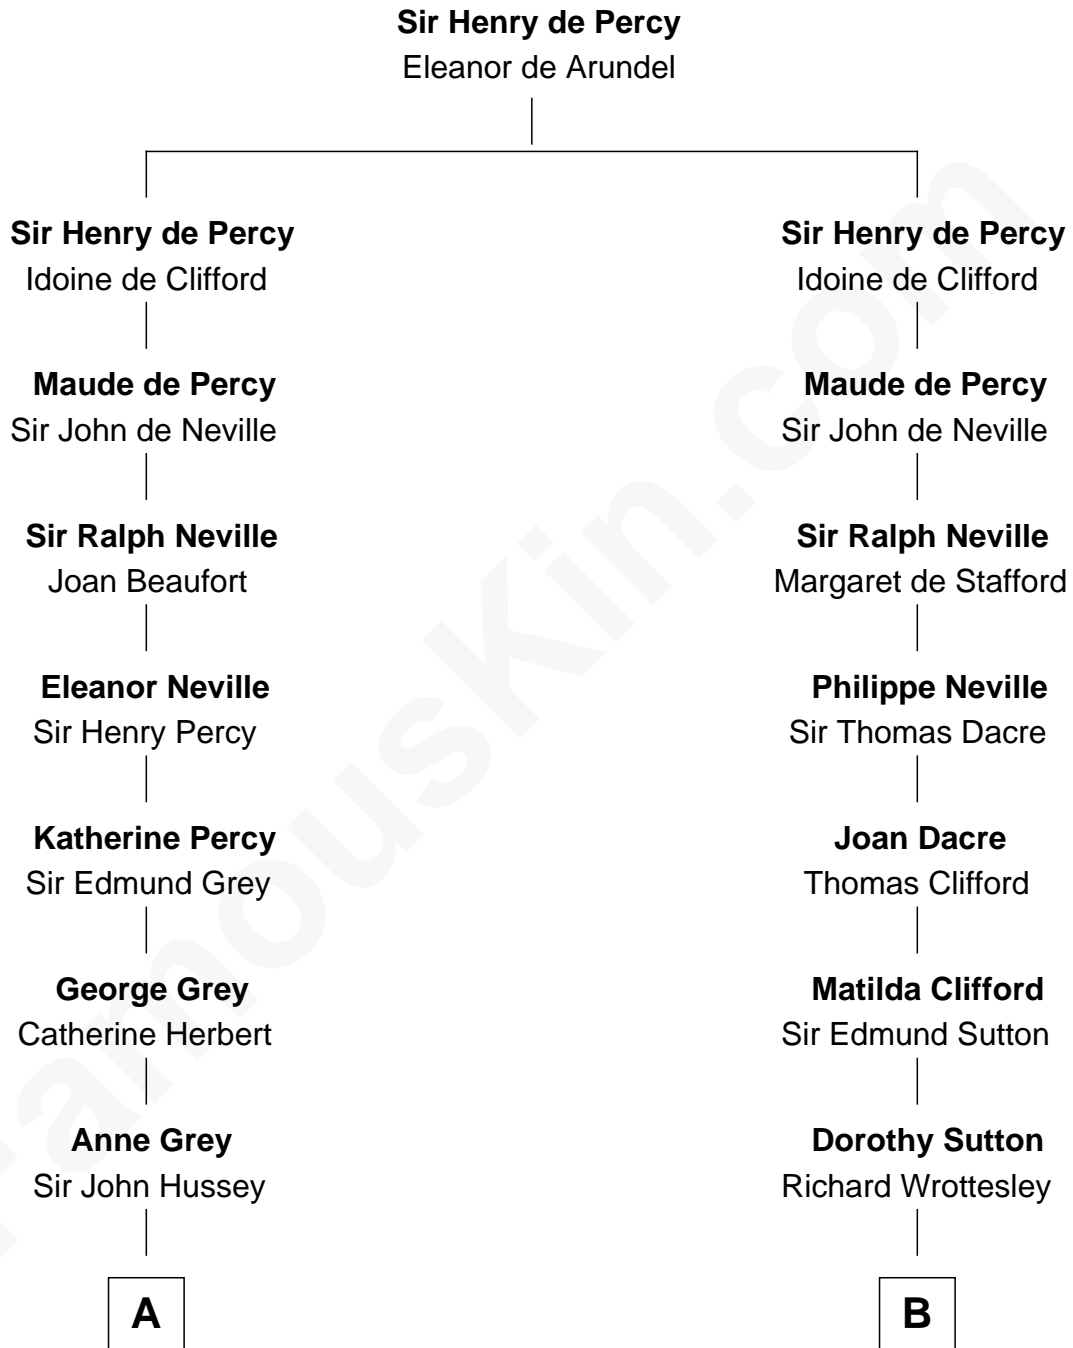 Sir Henry de Percy
Eleanor de Arundel
Sir Henry de Percy
Idoine de Clifford
Maude de Percy
Sir John de Neville
Sir Ralph Neville
Joan Beaufort
Eleanor Neville
Sir Henry Percy
Katherine Percy
Sir Edmund Grey
George Grey
Catherine Herbert
Anne Grey
Sir John Hussey
A
Sir Henry de Percy
Idoine de Clifford
Maude de Percy
Sir John de Neville
Sir Ralph Neville
Margaret de Stafford
Philippe Neville
Sir Thomas Dacre
Joan Dacre
Thomas Clifford
Matilda Clifford
Sir Edmund Sutton
Dorothy Sutton
Richard Wrottesley
B
FamousKin.com